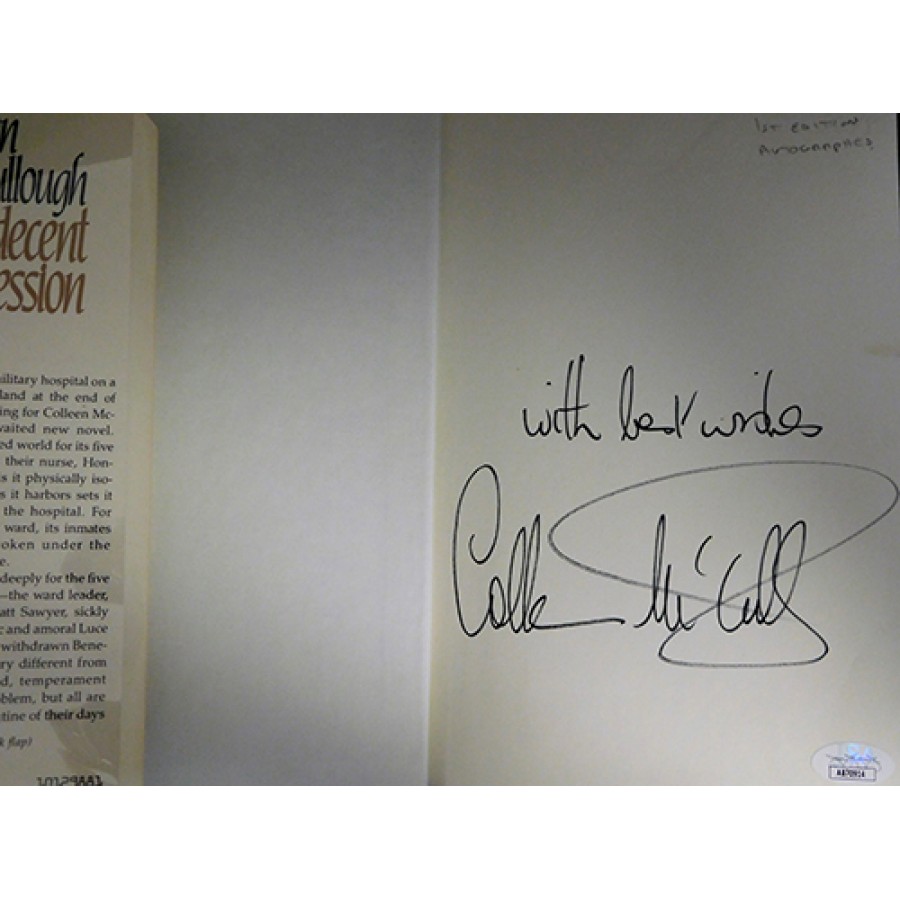 n
ullough
decent
ession
ilitary hospital on a
land at the end of
ing for Colleen Mc-
vaited new novel.
ed world for its five
their nurse, Hon-
s it physically iso-
s it harbors sets it
the hospital. For
ward, its inmates
oken under the
e.
deeply for the five
—the ward leader,
att Sawyer, sickly
c and amoral Luce
withdrawn Bene-
ry different from
d, temperament
blem, but all are
tine of their days
k flap)
1ST EDITION,
AUTOGRAPHED
with best wishes
Colleen McCullough